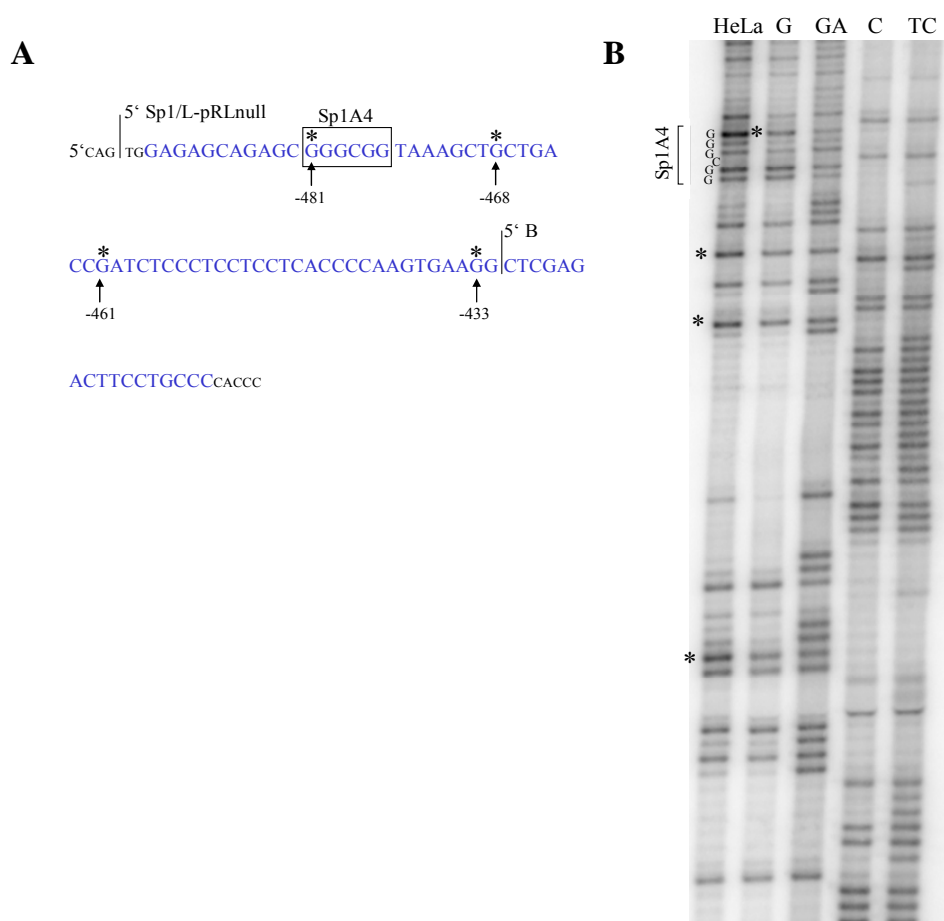 A
5‘ Sp1/L-pRLnull
Sp1A4
* *
5‘CAG TGGAGAGCAGAGC GGGCGG TAAAGCTGCTGA
-481 -468
* * 5‘ B
CCGATCTCCCTCCTCCTCACCCCAAGTGAAGG CTCGAG
-461 -433
ACTTCCTGCCCCACCC
B
HeLa G GA C TC
Sp1A4
G
G
G
C
G
G
*
*
*
*